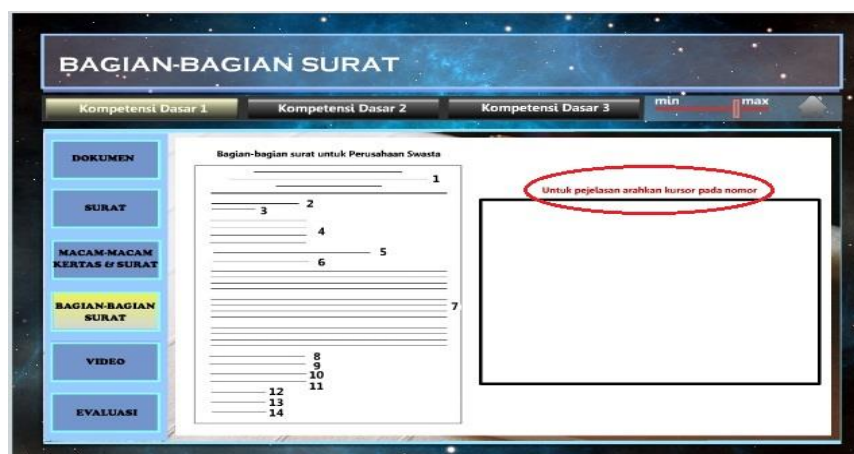 BAGIAN-BAGIAN SURAT
Kompetensi Dasar 1
Kompetensi Dasar 2
Kompetensi Dasar 3
min
max
DOKUMEN
SURAT
MACAM-MACAM
KERTAS & SURAT
BAGIAN-BAGIAN
SURAT
VIDEO
EVALUASI
Bagian-bagian surat untuk Perusahaan Swasta
1
2
3
4
5
6
7
8
9
10
11
12
13
14
Untuk pejelasan arahkan kursor pada nomor